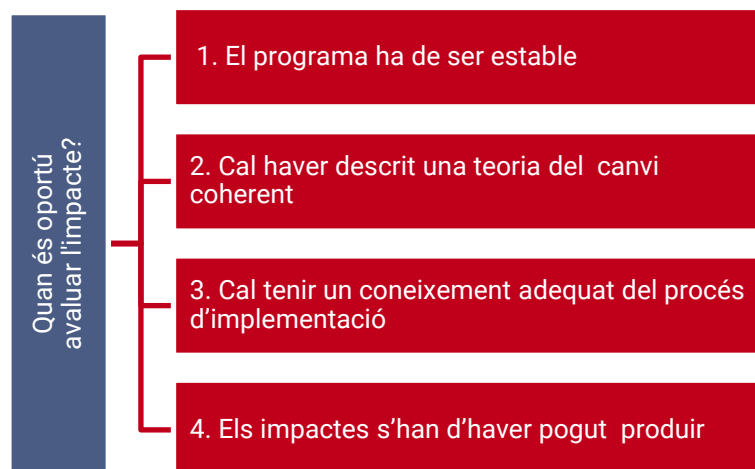 Quan és oportú
avaluar l'impacte?
1. El programa ha de ser estable
2. Cal haver descrit una teoria del  canvi
coherent
3. Cal tenir un coneixement adequat del procés
d’implementació
4. Els impactes s’han d’haver pogut  produir